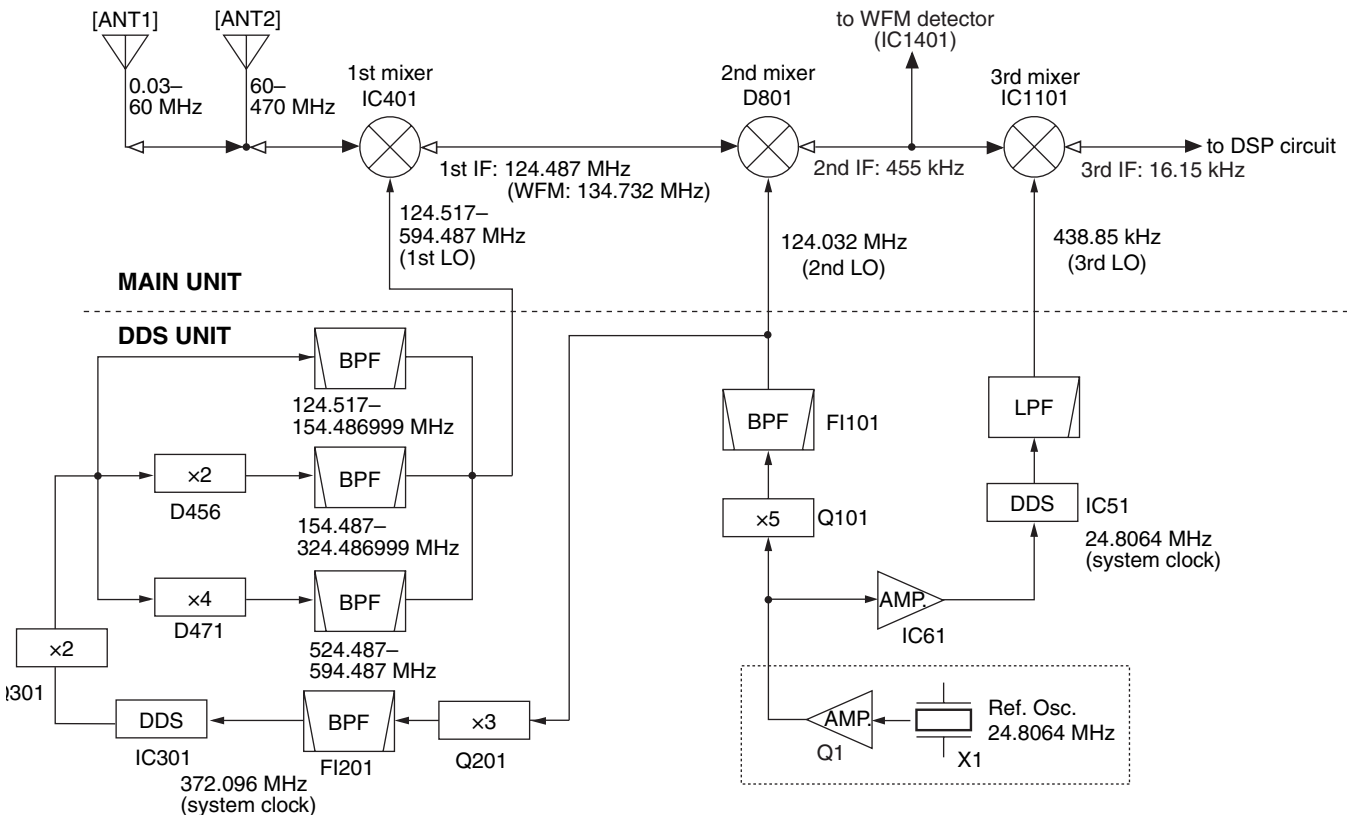 [ANT1]
[ANT2]
0.03–
60 MHz
60–
470 MHz
1st mixer
IC401
2nd mixer
D801
to WFM detector
(IC1401)
3rd mixer
IC1101
to DSP circuit
1st IF: 124.487 MHz
(WFM: 134.732 MHz)
2nd IF: 455 kHz
3rd IF: 16.15 kHz
124.517–
594.487 MHz
(1st LO)
124.032 MHz
(2nd LO)
438.85 kHz
(3rd LO)
MAIN UNIT
DDS UNIT
BPF
124.517–
154.486999 MHz
×2
D456
BPF
154.487–
324.486999 MHz
×4
D471
BPF
524.487–
594.487 MHz
×2
Q301
DDS
IC301
372.096 MHz
(system clock)
BPF
FI201
×3
Q201
BPF
FI101
×5
Q101
LPF
DDS
IC51
24.8064 MHz
(system clock)
AMP.
IC61
AMP.
Q1
Ref. Osc.
24.8064 MHz
X1